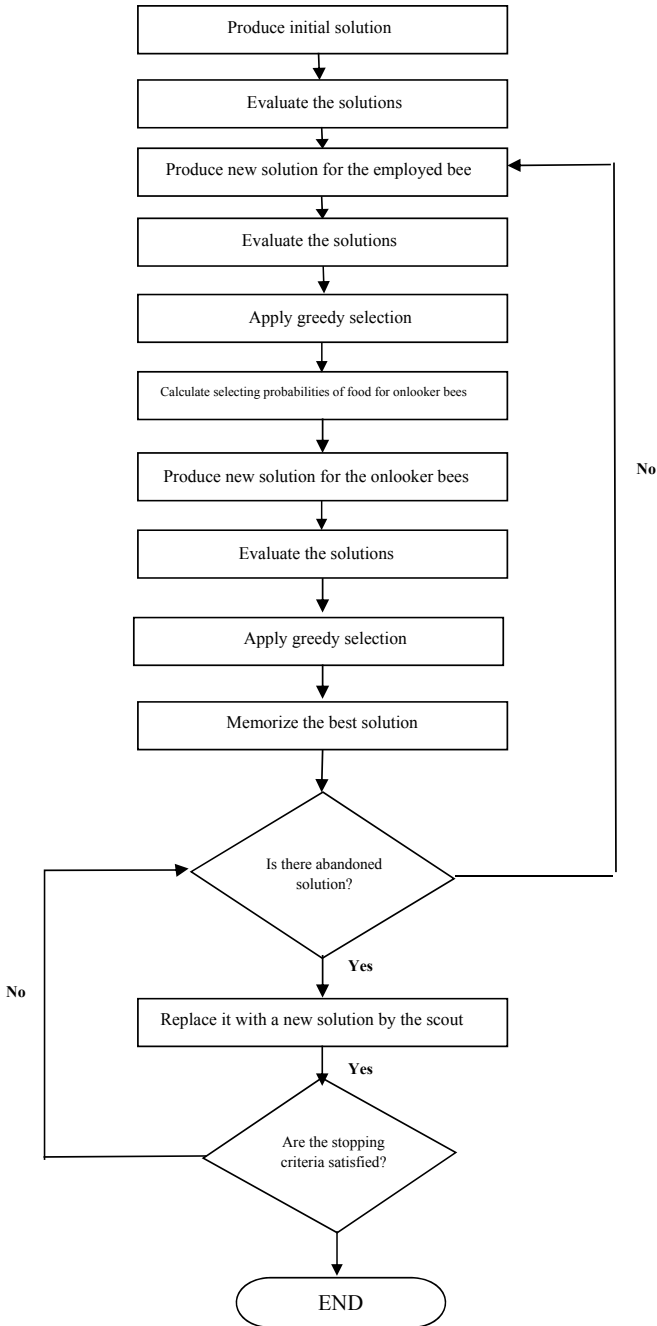 Produce initial solution
Evaluate the solutions
Produce new solution for the employed bee
Evaluate the solutions
Apply greedy selection
Calculate selecting probabilities of food for onlooker bees
Produce new solution for the onlooker bees
No
Evaluate the solutions
Apply greedy selection
Memorize the best solution
Is there abandoned
solution?
Yes
No
Replace it with a new solution by the scout
Yes
Are the stopping
criteria satisfied?
END